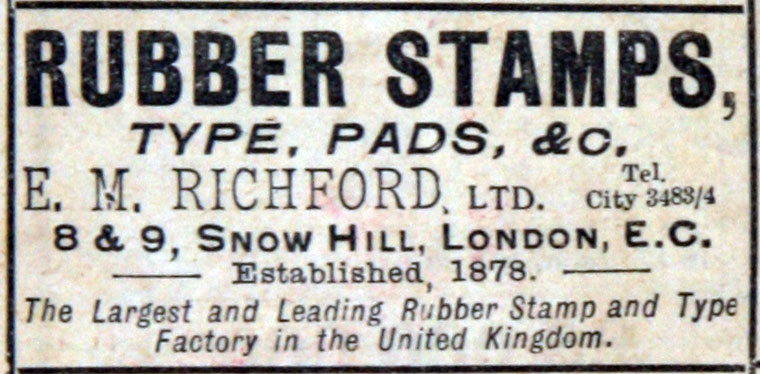 RUBBER STAMPS,
TYPE, PADS, &C.
E. M. RICHFORD, LTD. Tel. City 3483/4
8 & 9, SNOW HILL, LONDON, E.C.
Established, 1878.
The Largest and Leading Rubber Stamp and Type
Factory in the United Kingdom.